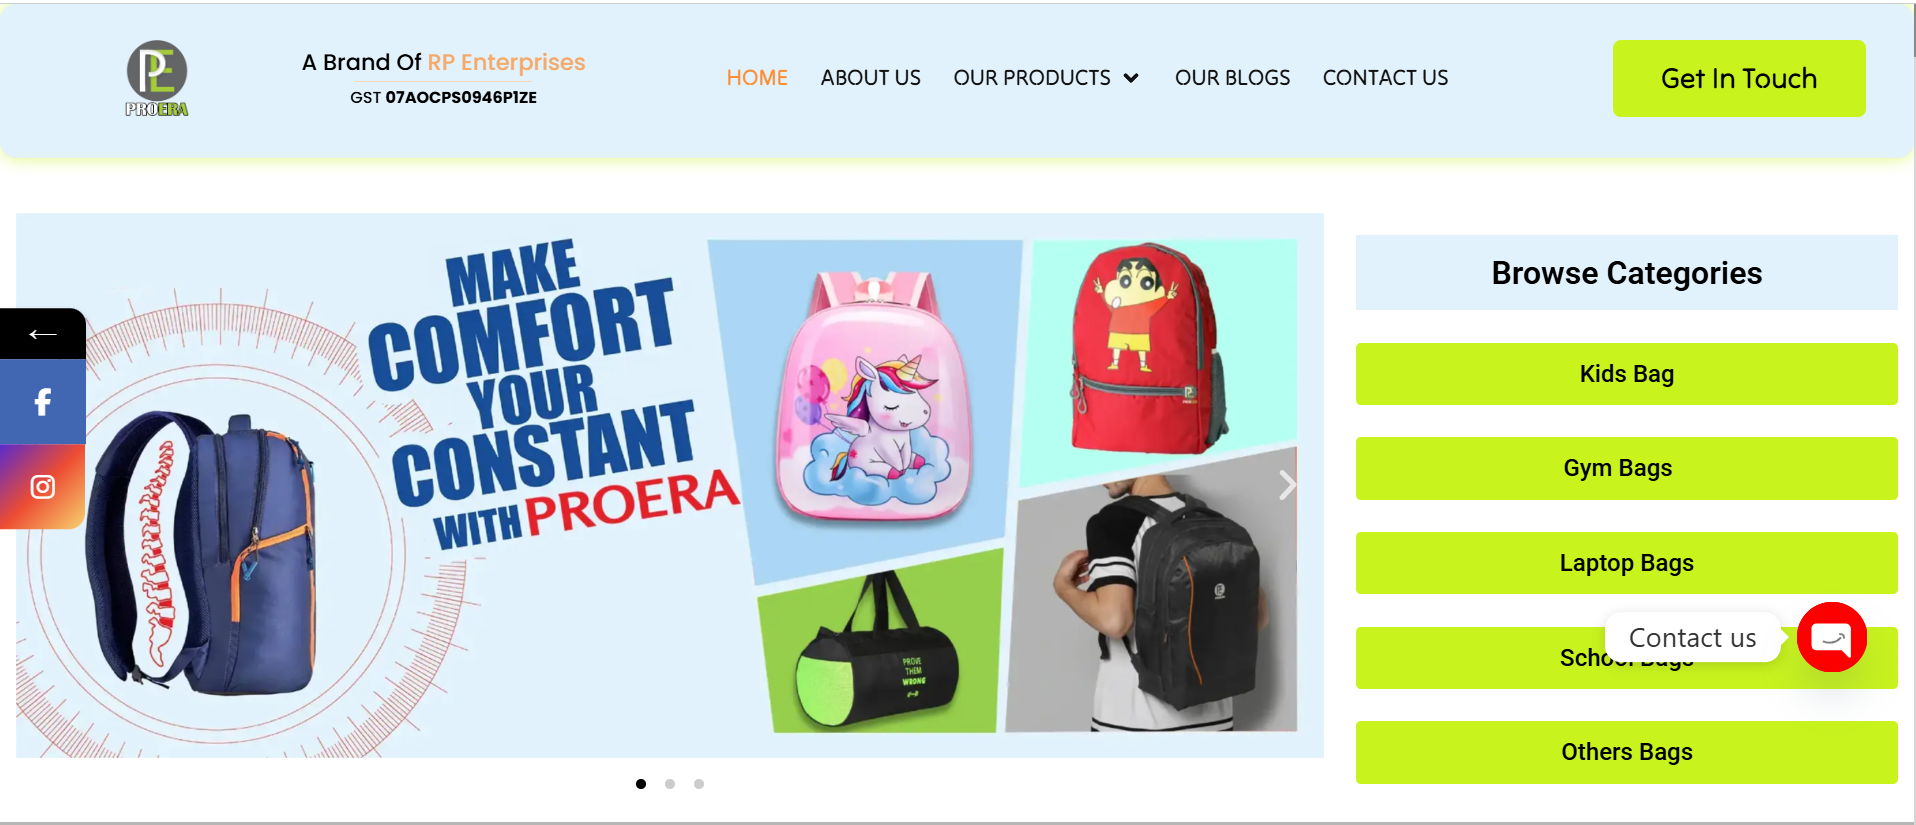 PE
PROERA
A Brand Of RP Enterprises
GST 07AOCPS0946P1ZE
HOME
ABOUT US
OUR PRODUCTS
OUR BLOGS
CONTACT US
Get In Touch
MAKE
COMFORT
YOUR
CONSTANT
WITH PROERA
PROVE
THEM
WRONG
Browse Categories
Kids Bag
Gym Bags
Laptop Bags
School Bags
Contact us
Others Bags